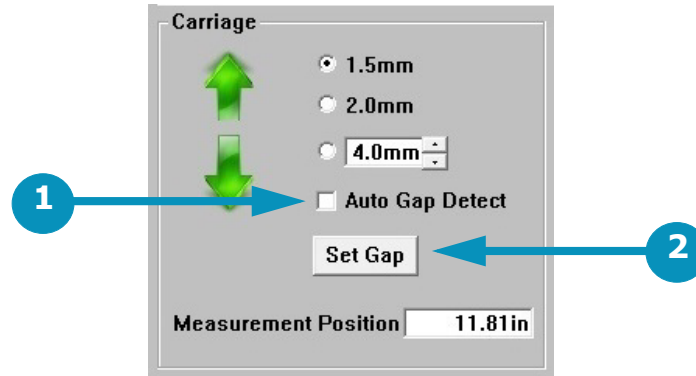 Carriage
1.5mm
2.0mm
4.0mm
1
Auto Gap Detect
Set Gap
2
Measurement Position 11.81in